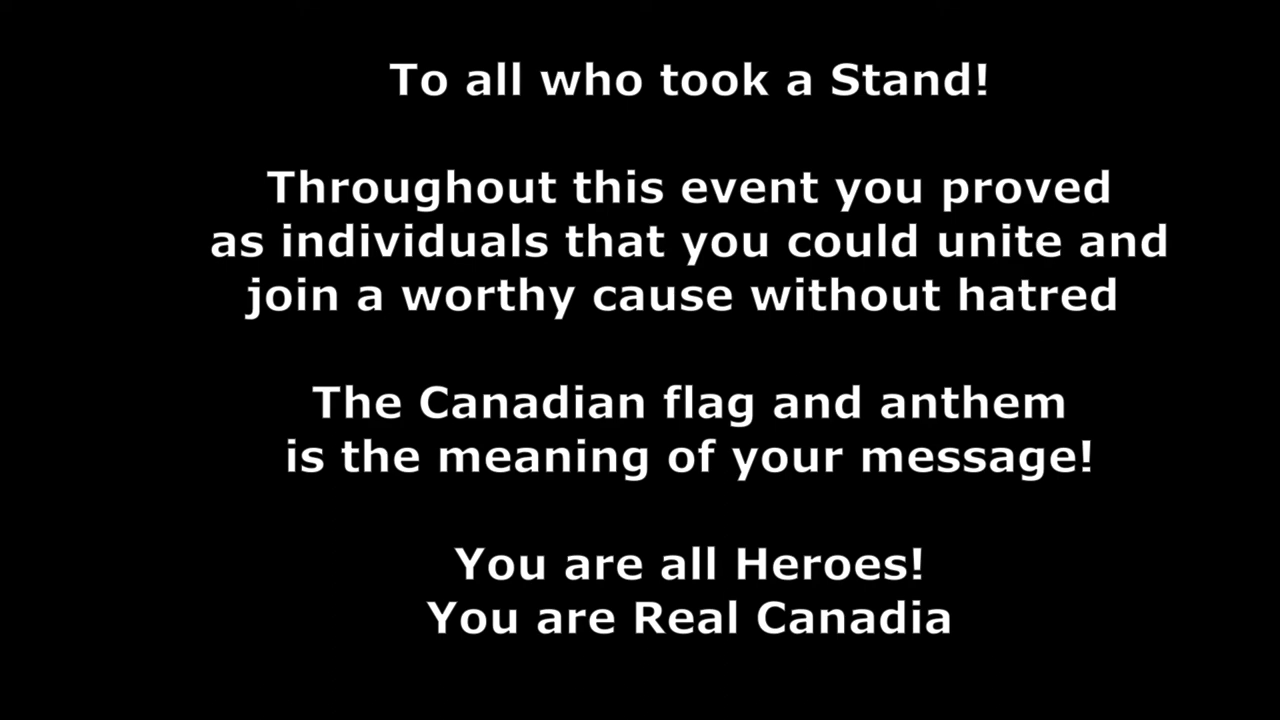 To all who took a Stand!
Throughout this event you proved
as individuals that you could unite and
join a worthy cause without hatred
The Canadian flag and anthem
is the meaning of your message!
You are all Heroes!
You are Real Canadia